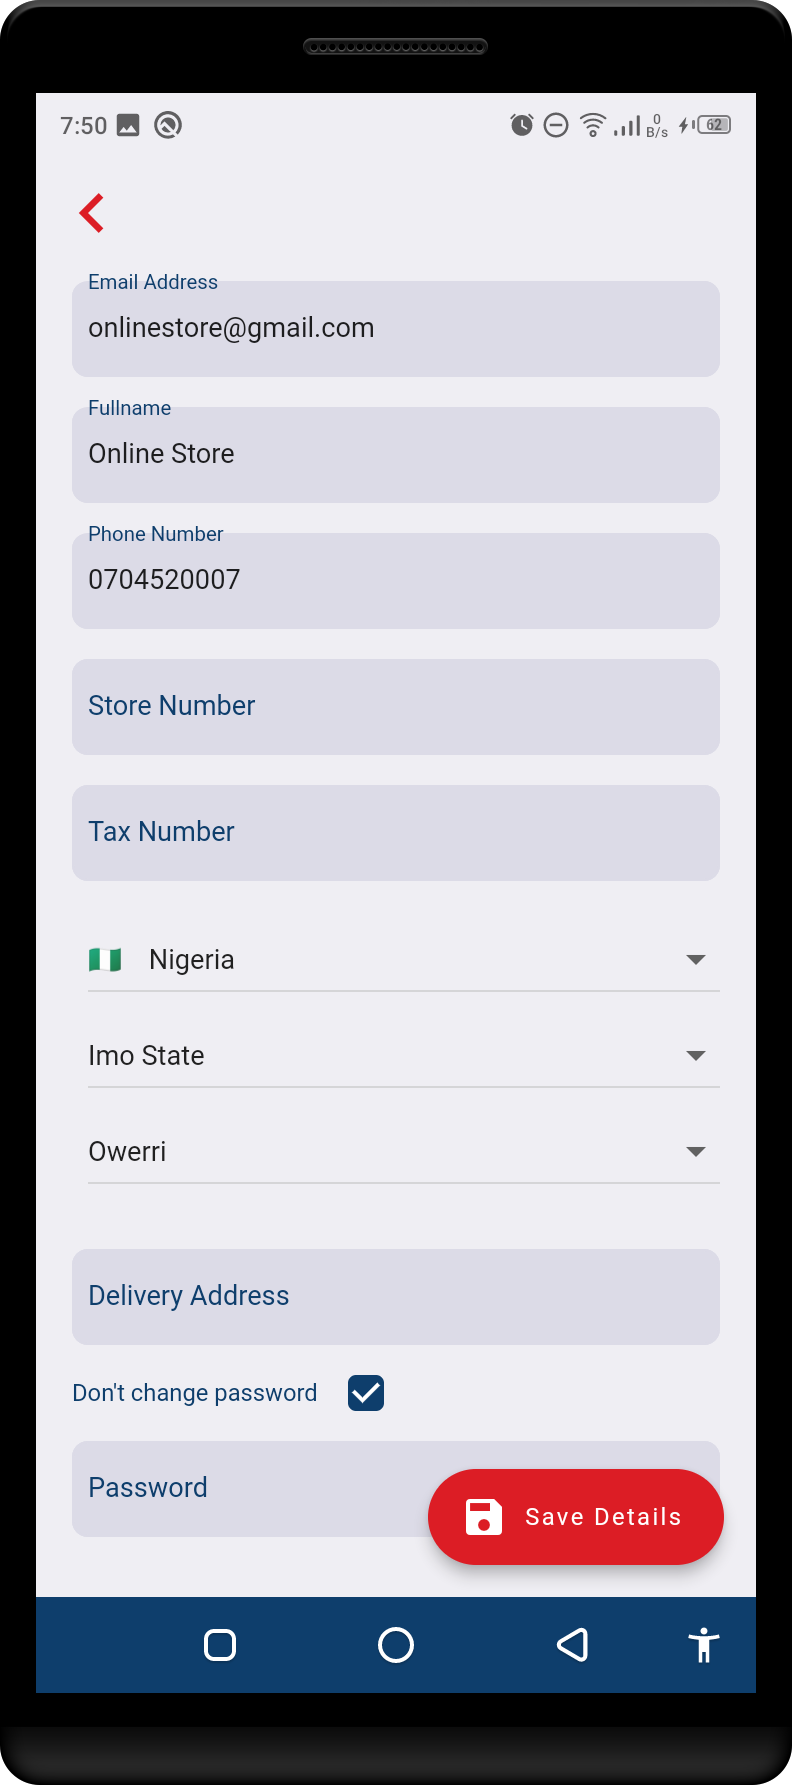 7:50
0
B/s
62
Email Address
onlinestore@gmail.com
Fullname
Online Store
Phone Number
0704520007
Store Number
Tax Number
Nigeria
Imo State
Owerri
Delivery Address
Don't change password
Password
Save Details